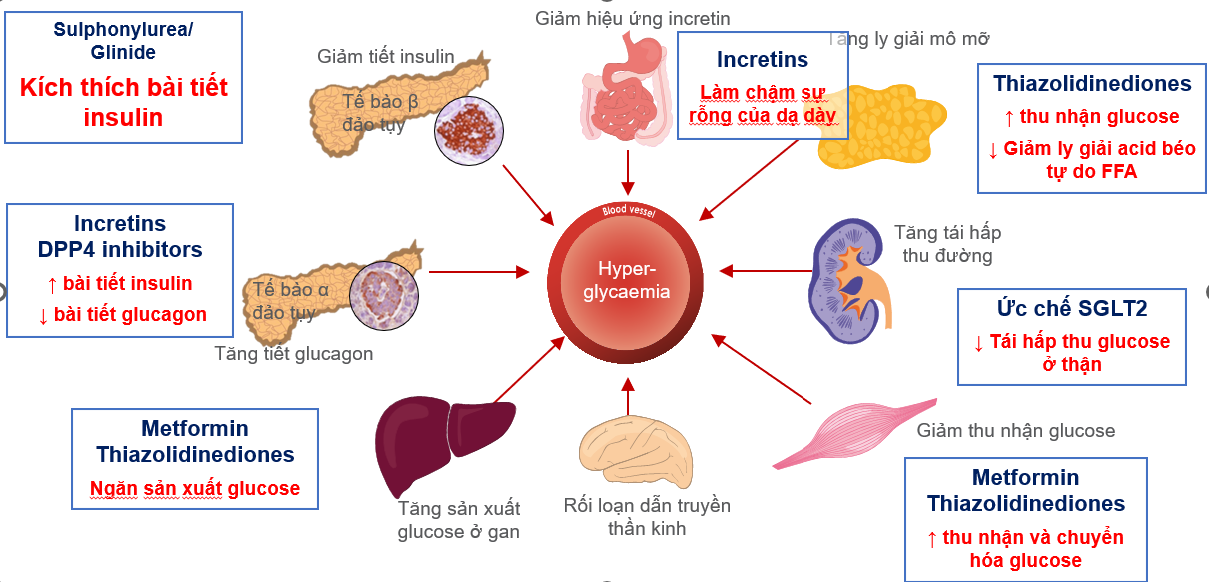 Sulphonylurea/
Glinide
Kích thích bài tiết
insulin
Giảm tiết insulin
Tế bào β
đảo tụy
Giảm hiệu ứng incretin
Incretins
Làm chậm sự
rỗng của dạ dày
Tăng ly giải mô mỡ
Thiazolidinediones
↑ thu nhận glucose
↓ Giảm ly giải acid béo
tự do FFA
Incretins
DPP4 inhibitors
↑ bài tiết insulin
↓ bài tiết glucagon
Tế bào α
đảo tụy
Tăng tiết glucagon
Blood vessel
Hyper-
glycaemia
Tăng tái hấp
thu đường
Ức chế SGLT2
↓ Tái hấp thu glucose
ở thận
Metformin
Thiazolidinediones
Ngăn sản xuất glucose
Tăng sản xuất
glucose ở gan
Rối loạn dẫn truyền
thần kinh
Giảm thu nhận glucose
Metformin
Thiazolidinediones
↑ thu nhận và chuyển
hóa glucose